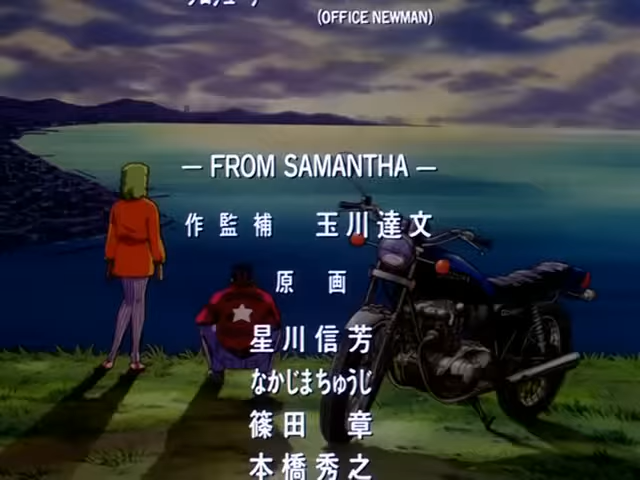 (OFFICE NEWMAN)
— FROM SAMANTHA —
作監補 玉川達文
原画
星川信芳
なかじまちゅうじ
篠田 章
本橋秀之